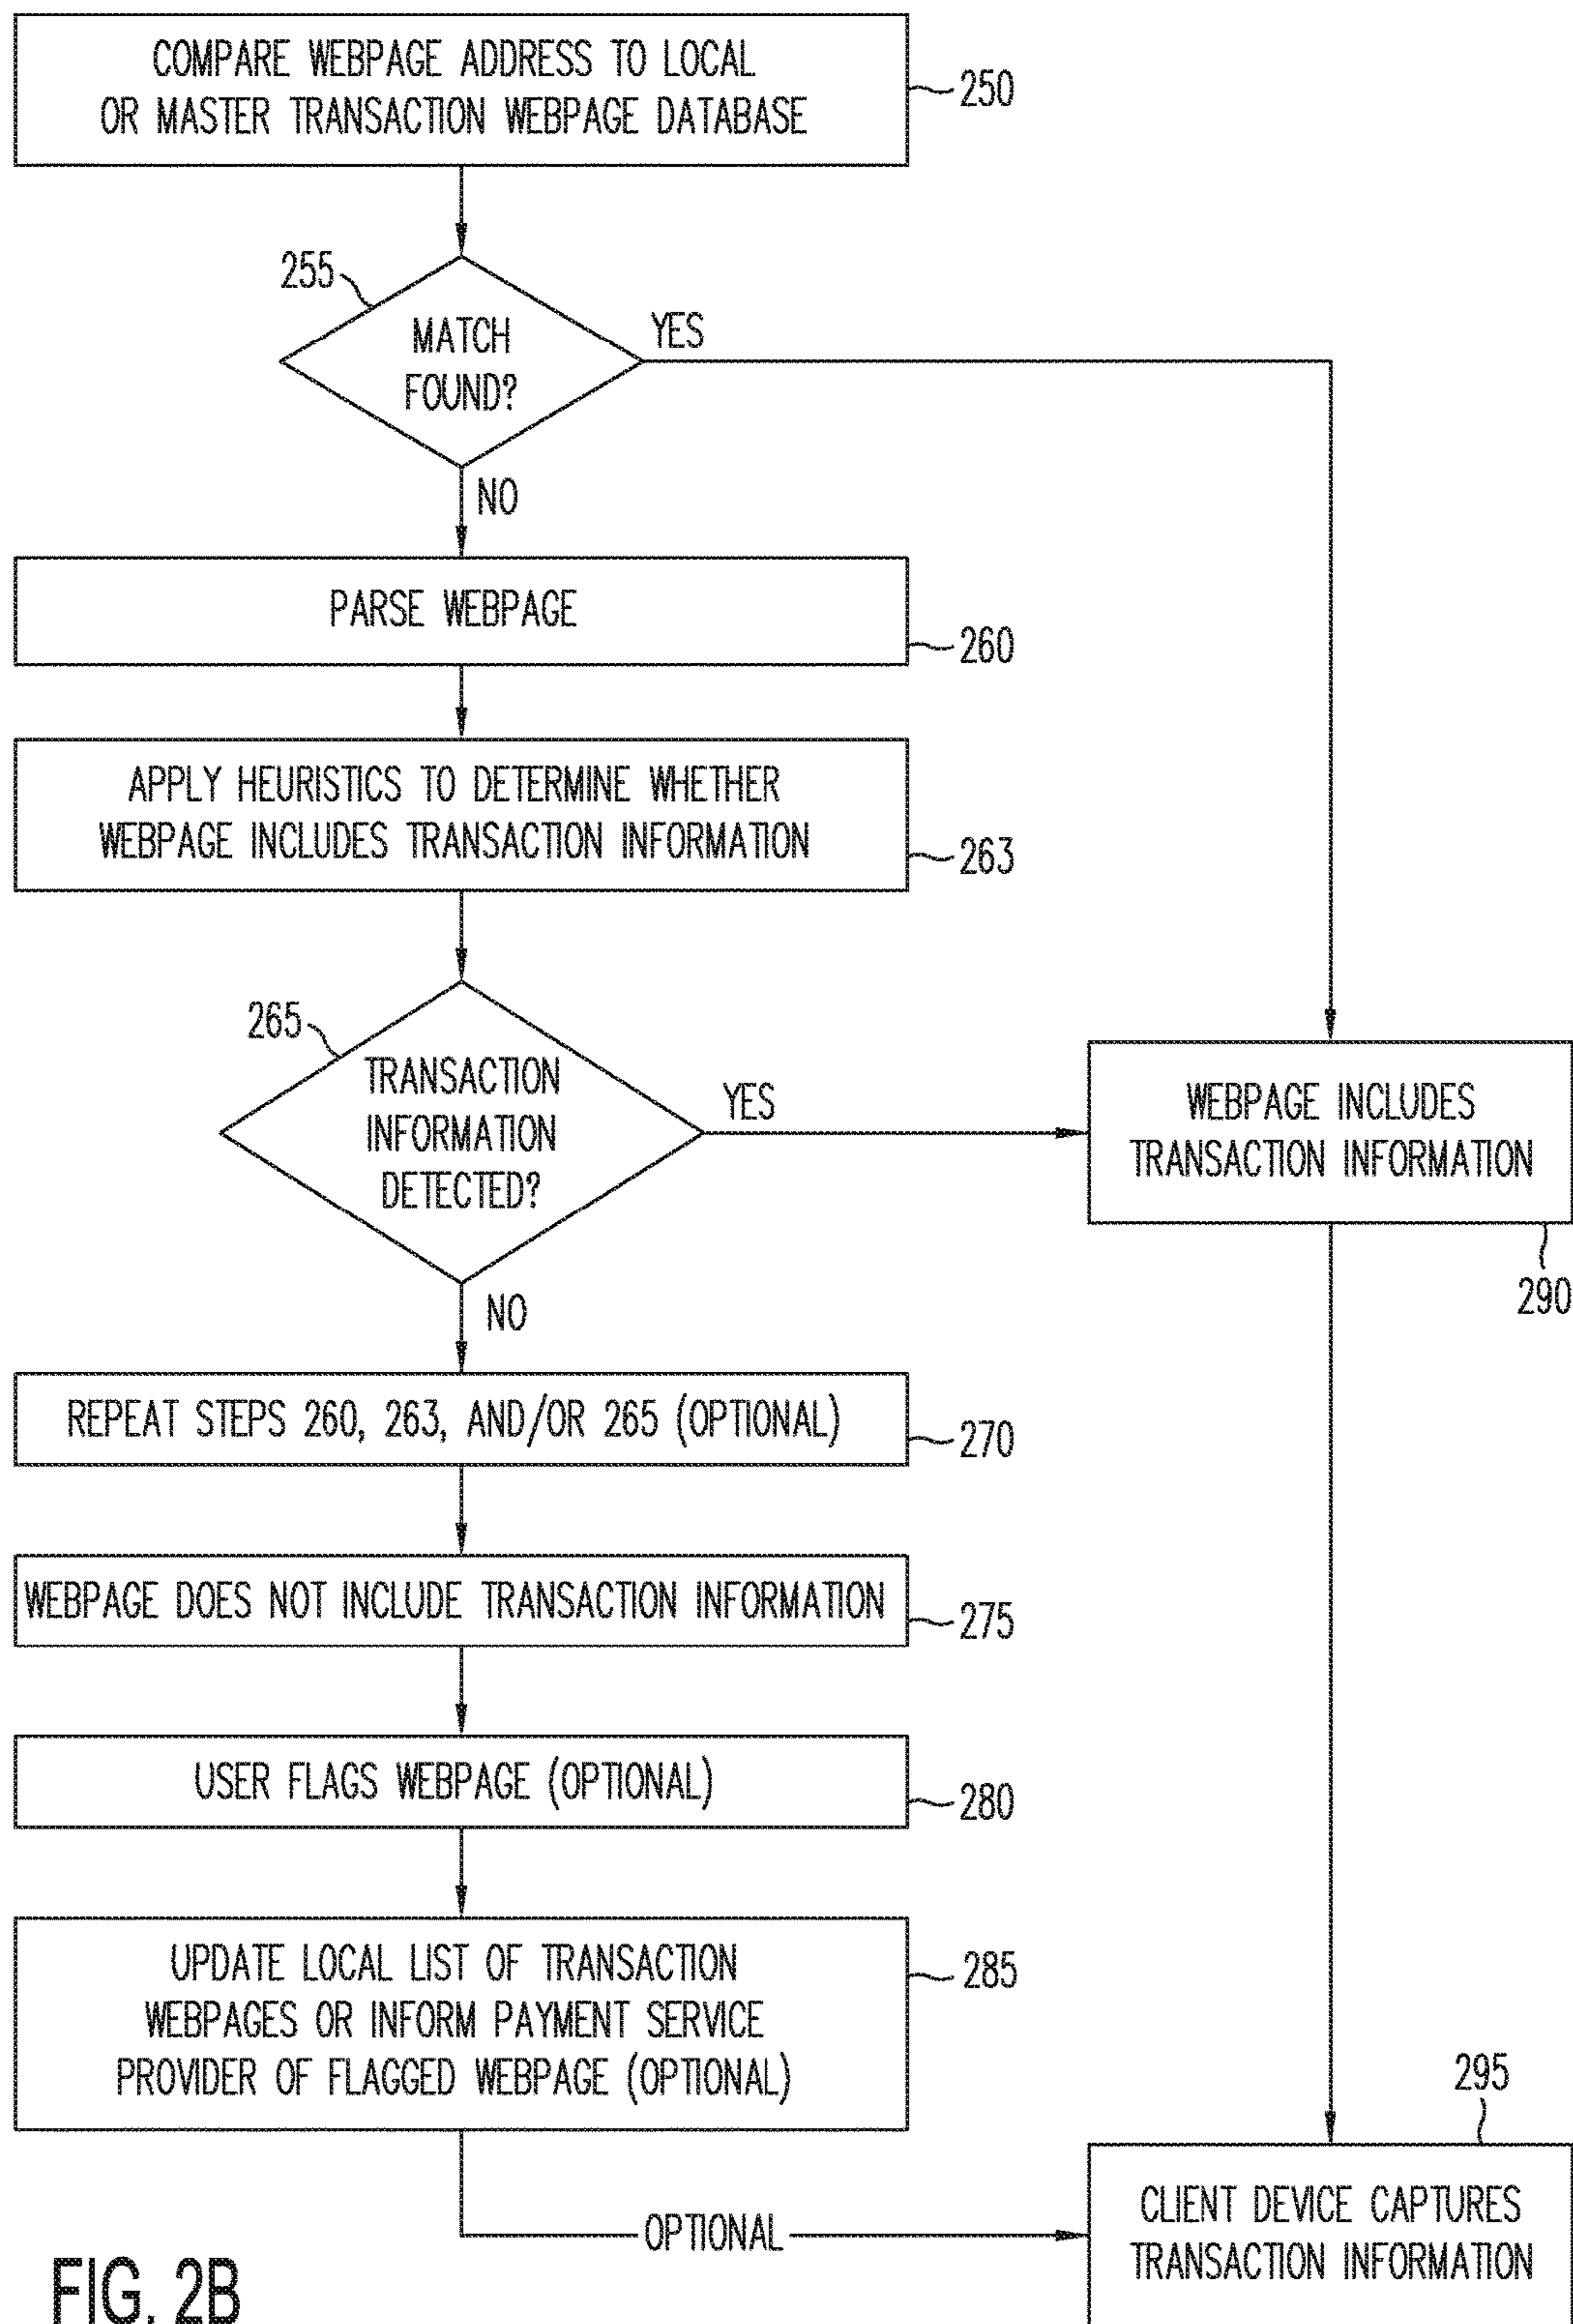 COMPARE WEBPAGE ADDRESS TO LOCAL
OR MASTER TRANSACTION WEBPAGE DATABASE
250
255
MATCH
FOUND?
YES
NO
PARSE WEBPAGE
260
APPLY HEURISTICS TO DETERMINE WHETHER
WEBPAGE INCLUDES TRANSACTION INFORMATION
263
265
TRANSACTION
INFORMATION
DETECTED?
YES
WEBPAGE INCLUDES
TRANSACTION INFORMATION
290
NO
REPEAT STEPS 260, 263, AND/OR 265 (OPTIONAL)
270
WEBPAGE DOES NOT INCLUDE TRANSACTION INFORMATION
275
USER FLAGS WEBPAGE (OPTIONAL)
280
UPDATE LOCAL LIST OF TRANSACTION
WEBPAGES OR INFORM PAYMENT SERVICE
PROVIDER OF FLAGGED WEBPAGE (OPTIONAL)
285
295
OPTIONAL
CLIENT DEVICE CAPTURES
TRANSACTION INFORMATION
FIG. 2B